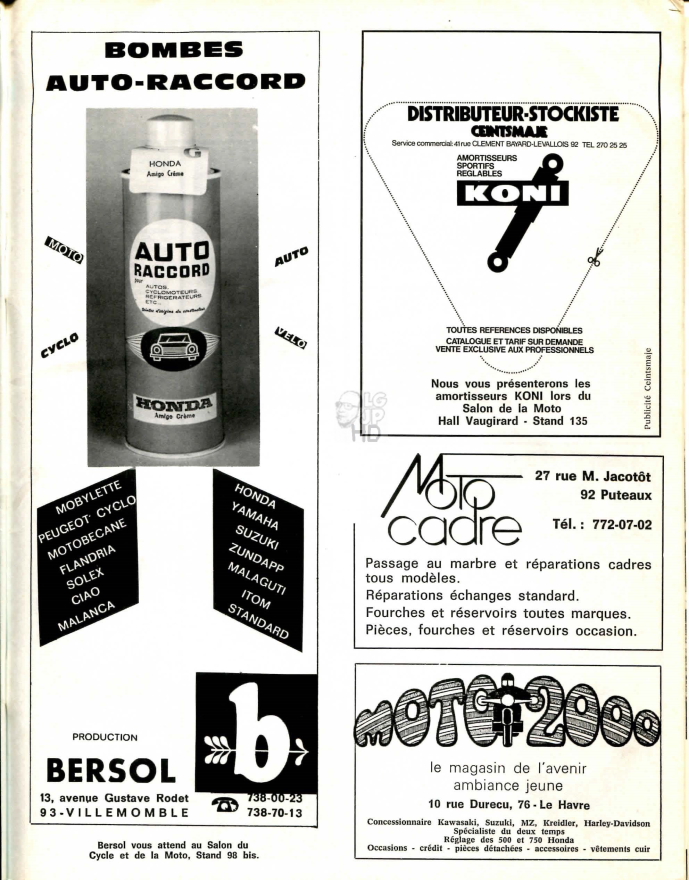 BOMBES
AUTO-RACCORD
HONDA
Amigo Crème
AUTO
RACCORD
pour
AUTOS,
CYCLOMOTEURS,
REFRIGERATEURS,
ETC...
Teintes d'origine du constructeur
HONDA
Amigo Crème
MOTO
AUTO
CYCLO
VELO
MOBYLETTE
PEUGEOT CYCLO
MOTOBECANE
FLANDRIA
SOLEX
CIAO
MALANCA
HONDA
YAMAHA
SUZUKI
ZUNDAPP
MALAGUTI
ITOM
STANDARD
PRODUCTION
BERSOL
b
13, avenue Gustave Rodet
93-VILLEMOMBLE
738-00-23
738-70-13
Bersol vous attend au Salon du
Cycle et de la Moto, Stand 98 bis.
DISTRIBUTEUR-STOCKISTE
CEINTSMAJE
Service commercial: 41 rue CLEMENT BAYARD-LEVALLOIS 92 TEL 270 25 25
AMORTISSEURS
SPORTIFS
REGLABLES
KONI
TOUTES REFERENCES DISPONIBLES
CATALOGUE ET TARIF SUR DEMANDE
VENTE EXCLUSIVE AUX PROFESSIONNELS
Nous vous présenterons les
amortisseurs KONI lors du
Salon de la Moto
Hall Vaugirard - Stand 135
Publicité Ceintsmaje
Moto
cadre
27 rue M. Jacotôt
92 Puteaux
Tél. : 772-07-02
Passage au marbre et réparations cadres
tous modèles.
Réparations échanges standard.
Fourches et réservoirs toutes marques.
Pièces, fourches et réservoirs occasion.
MOTO 2000
le magasin de l'avenir
ambiance jeune
10 rue Durecu, 76 - Le Havre
Concessionnaire Kawasaki, Suzuki, MZ, Kreidler, Harley-Davidson
Spécialiste du deux temps
Réglage des 500 et 750 Honda
Occasions - crédit - pièces détachées - accessoires - vêtements cuir